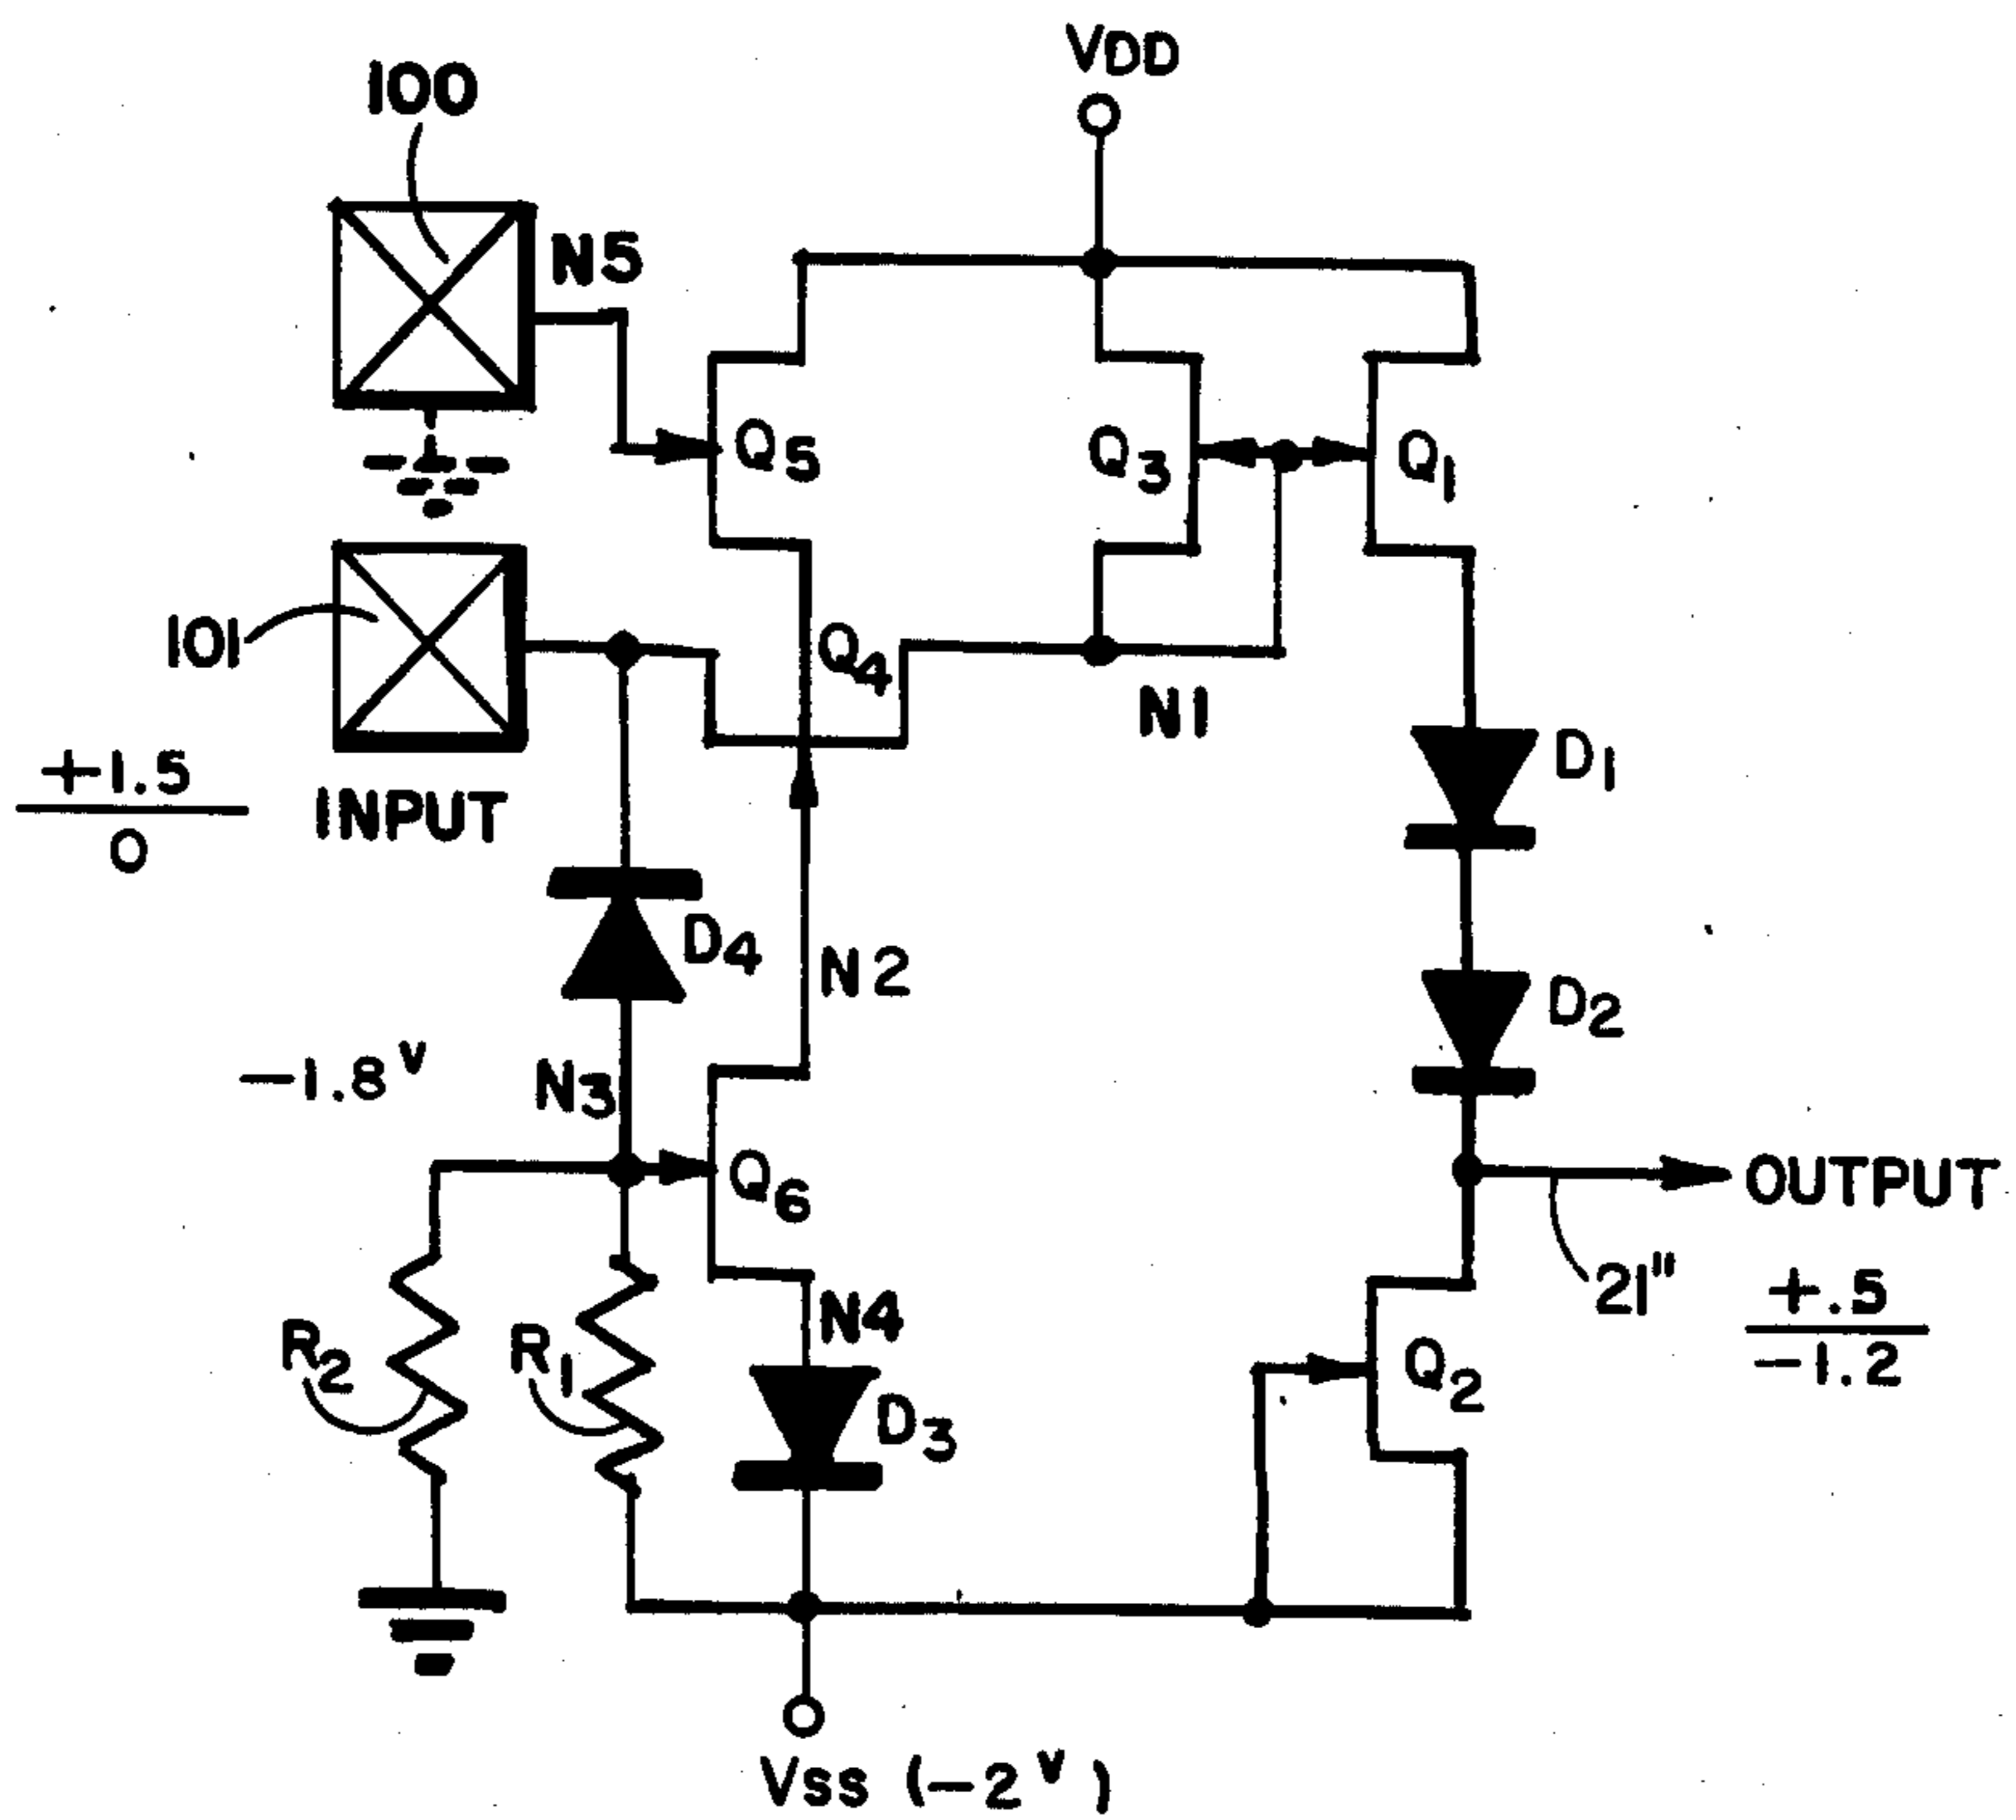 VDD
100
N5
Q5
Q3
Q1
101
Q4
N1
+1.5
0
INPUT
D1
D4
N2
D2
-1.8V
N3
Q6
OUTPUT
21"
+.5
-1.2
N4
R2
R1
Q2
D3
VSS (-2V)